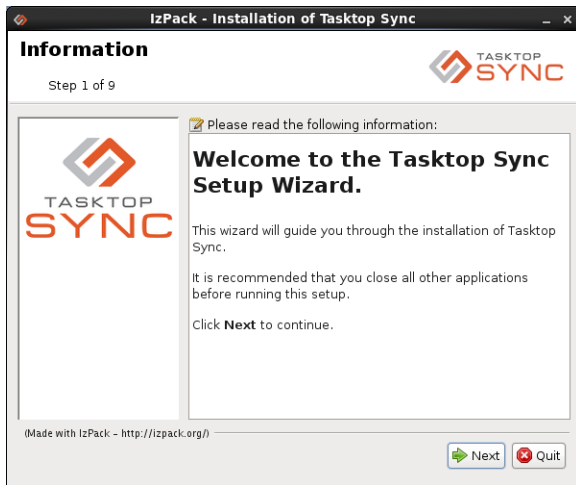 IzPack - Installation of Tasktop Sync
Information
Step 1 of 9
TASKTOP
SYNC
Please read the following information:
TASKTOP
SYNC
Welcome to the Tasktop Sync
Setup Wizard.
This wizard will guide you through the installation of Tasktop
Sync.
It is recommended that you close all other applications
before running this setup.
Click Next to continue.
(Made with IzPack - http://izpack.org/)
Next
Quit